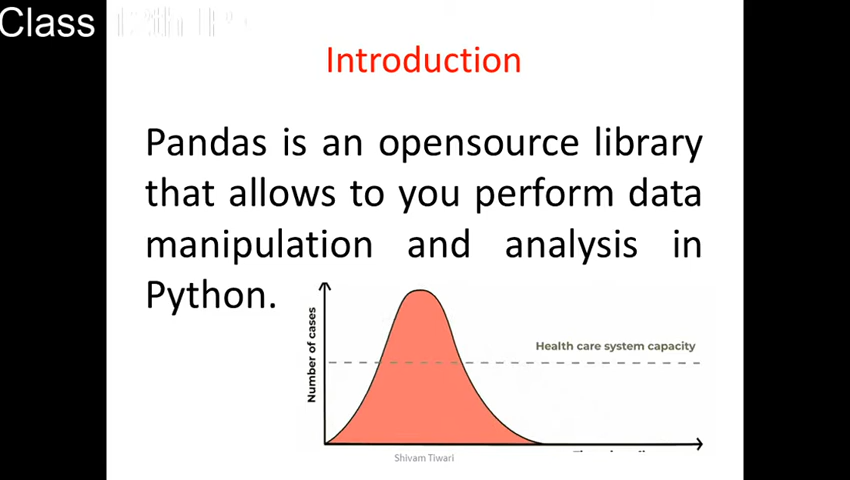 Class
Introduction
Pandas is an opensource library
that allows to you perform data
manipulation and analysis in
Python.
Number of cases
Health care system capacity
Shivam Tiwari